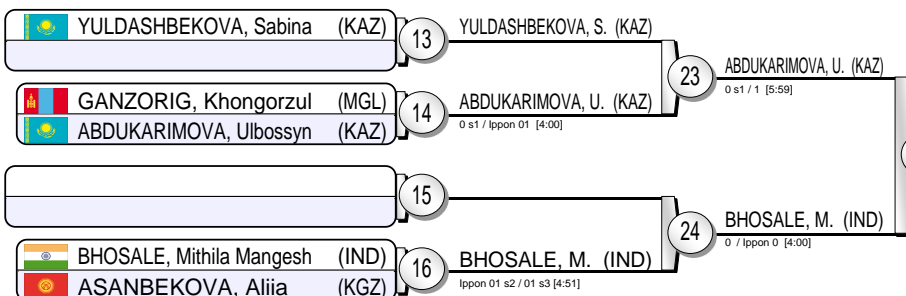 YULDASHBEKOVA, Sabina (KAZ)
13
YULDASHBEKOVA, S. (KAZ)
GANZORIG, Khongorzul (MGL)
ABDUKARIMOVA, Ulbossyn (KAZ)
14
ABDUKARIMOVA, U. (KAZ)
0 s1 / Ippon 01 [4:00]
23
ABDUKARIMOVA, U. (KAZ)
0 s1 / 1 [5:59]
15
BHOSALE, Mithila Mangesh (IND)
ASANBEKOVA, Aliia (KGZ)
16
BHOSALE, M. (IND)
Ippon 01 s2 / 01 s3 [4:51]
24
BHOSALE, M. (IND)
0 / Ippon 0 [4:00]